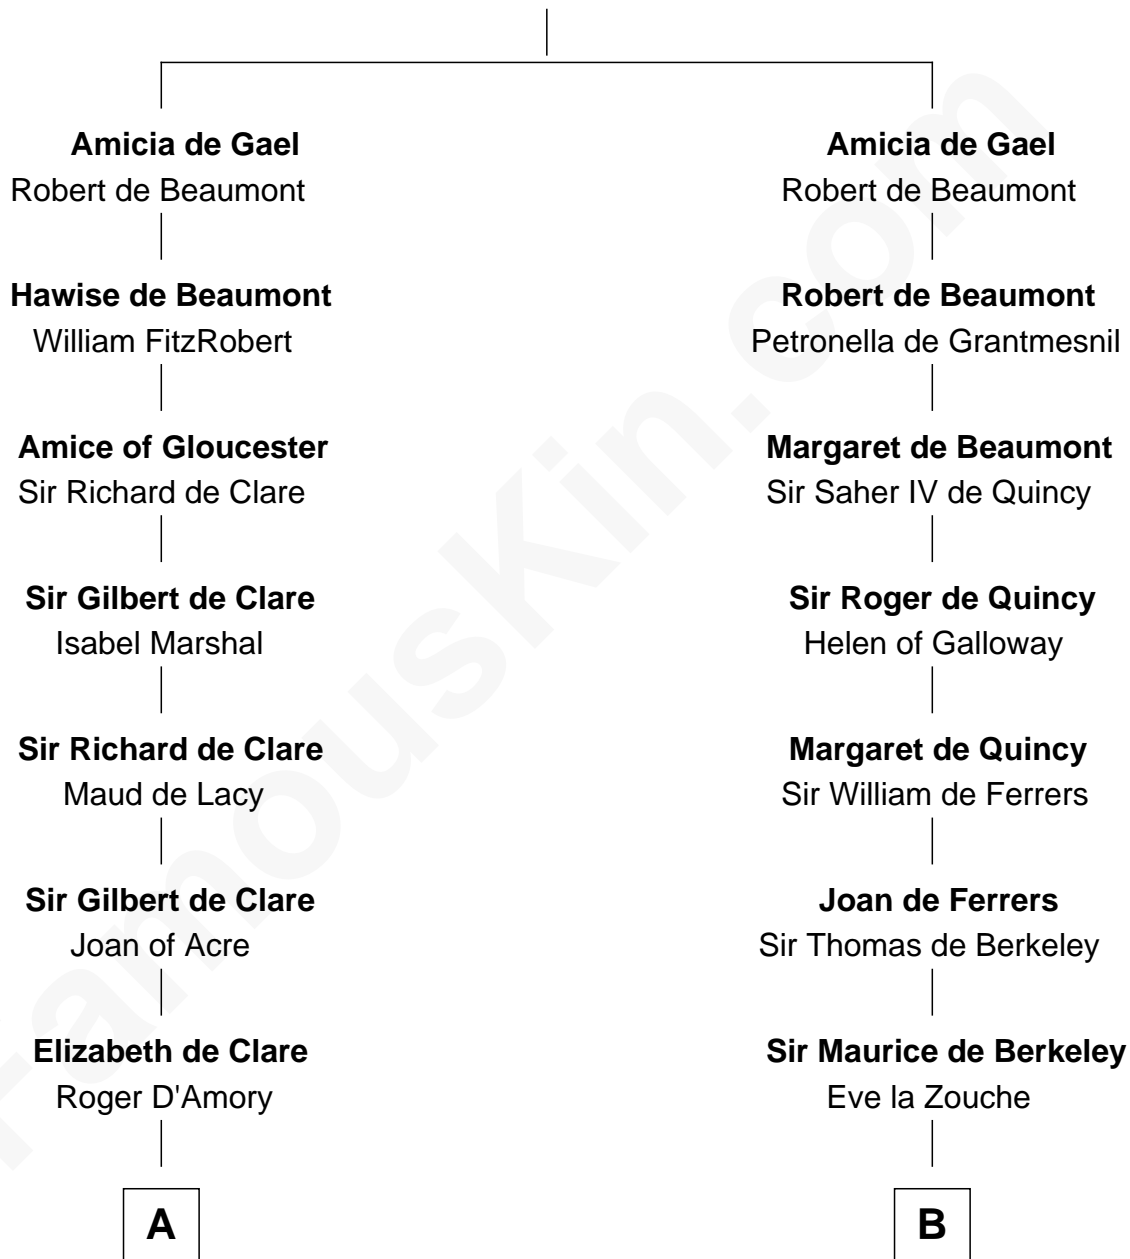 Amicia de Gael
Robert de Beaumont
Hawise de Beaumont
William FitzRobert
Amice of Gloucester
Sir Richard de Clare
Sir Gilbert de Clare
Isabel Marshal
Sir Richard de Clare
Maud de Lacy
Sir Gilbert de Clare
Joan of Acre
Elizabeth de Clare
Roger D'Amory
A
Amicia de Gael
Robert de Beaumont
Robert de Beaumont
Petronella de Grantmesnil
Margaret de Beaumont
Sir Saher IV de Quincy
Sir Roger de Quincy
Helen of Galloway
Margaret de Quincy
Sir William de Ferrers
Joan de Ferrers
Sir Thomas de Berkeley
Sir Maurice de Berkeley
Eve la Zouche
B
FamousKin.com